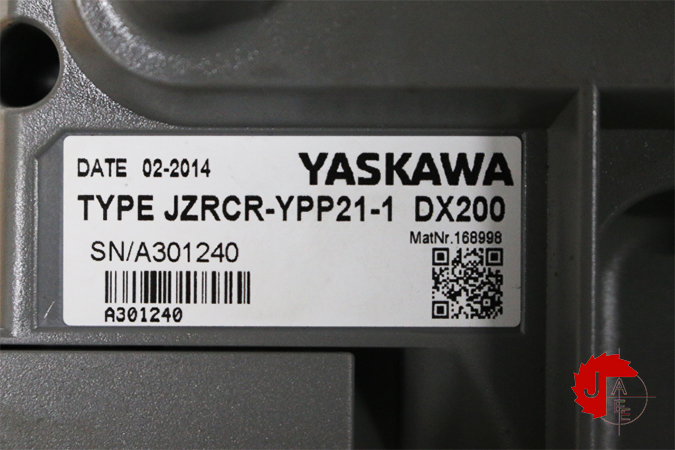 DATE 02-2014
YASKAWA
TYPE JZRCR-YPP21-1 DX200
MatNr.168998
SN/A301240
A301240
J
A